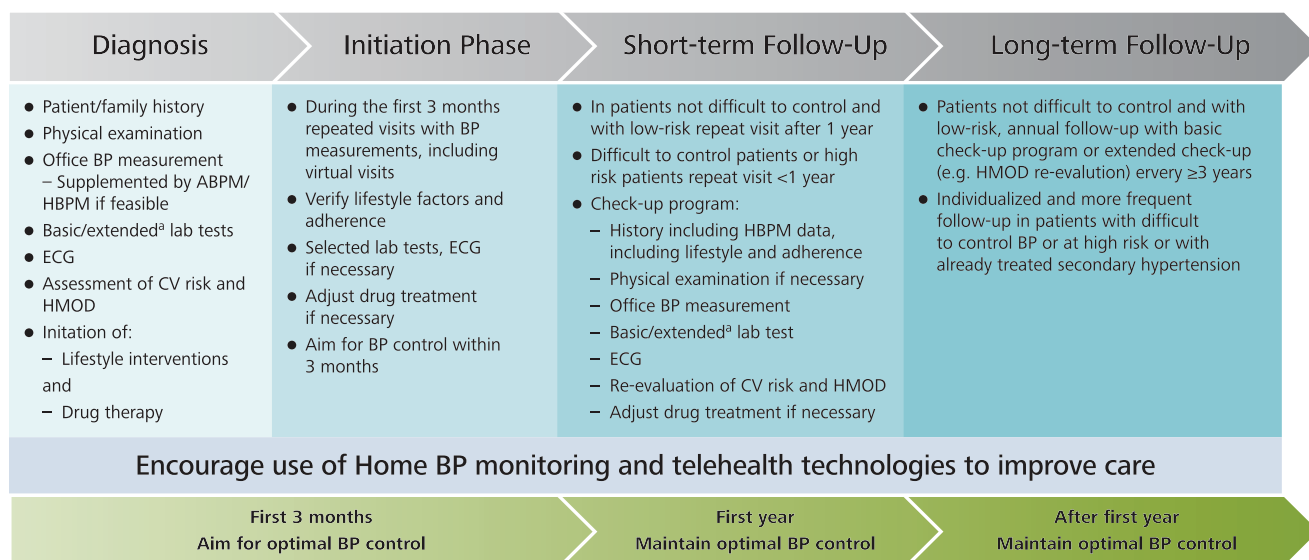 Diagnosis
Initiation Phase
Short-term Follow-Up
Long-term Follow-Up
● Patient/family history
● Physical examination
● Office BP measurement
– Supplemented by ABPM/
HBPM if feasible
● Basic/extendedᵃ lab tests
● ECG
● Assessment of CV risk and
HMOD
● Initation of:
– Lifestyle interventions
and
– Drug therapy
● During the first 3 months
repeated visits with BP
measurements, including
virtual visits
● Verify lifestyle factors and
adherence
● Selected lab tests, ECG
if necessary
● Adjust drug treatment
if necessary
● Aim for BP control within
3 months
● In patients not difficult to control and
with low-risk repeat visit after 1 year
● Difficult to control patients or high
risk patients repeat visit <1 year
● Check-up program:
– History including HBPM data,
including lifestyle and adherence
– Physical examination if necessary
– Office BP measurement
– Basic/extendedᵃ lab test
– ECG
– Re-evaluation of CV risk and HMOD
– Adjust drug treatment if necessary
● Patients not difficult to control and with
low-risk, annual follow-up with basic
check-up program or extended check-up
(e.g. HMOD re-evalution) ervery ≥3 years
● Individualized and more frequent
follow-up in patients with difficult
to control BP or at high risk or with
already treated secondary hypertension
Encourage use of Home BP monitoring and telehealth technologies to improve care
First 3 months
Aim for optimal BP control
First year
Maintain optimal BP control
After first year
Maintain optimal BP control